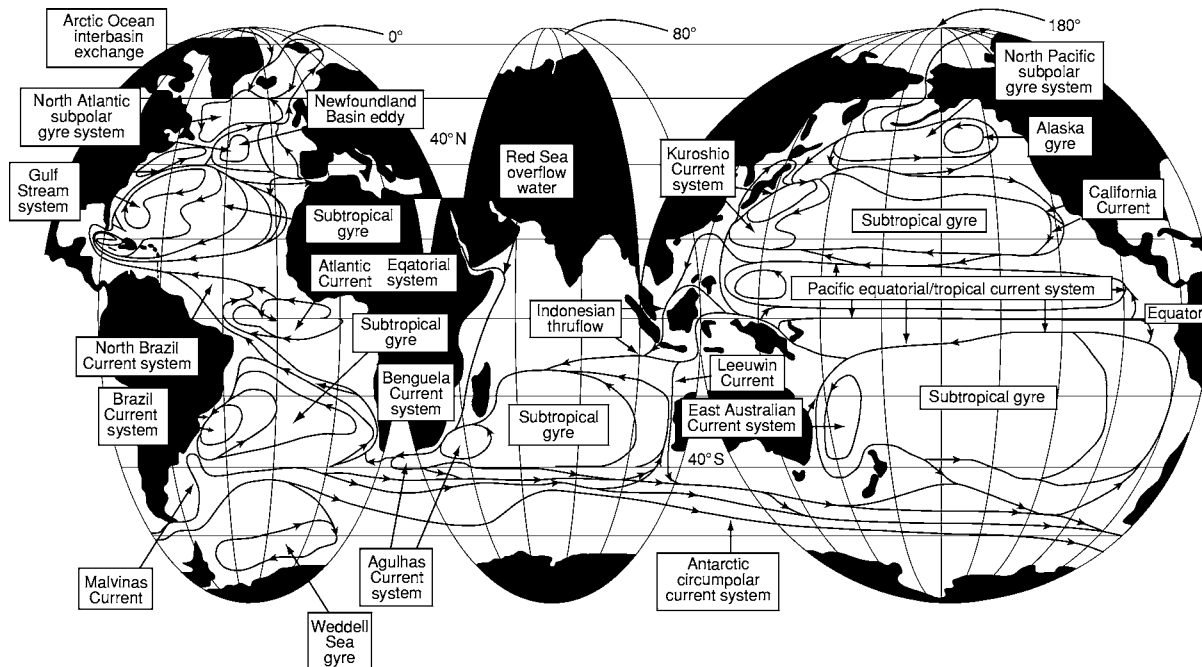 Arctic Ocean
interbasin
exchange
0°
80°
180°
North Pacific
subpolar
gyre system
North Atlantic
subpolar
gyre system
Newfoundland
Basin eddy
40°N
Alaska
gyre
Red Sea
overflow
water
Kuroshio
Current
system
Gulf
Stream
system
California
Current
Subtropical
gyre
Subtropical gyre
Atlantic Eqatorial
Current system
Pacific equatorial/tropical current system
Indonesian
thruflow
Equator
Subtropical
gyre
North Brazil
Current system
Benguela
Current
system
Leeuwin
Current
Brazil
Current
system
Subtropical
gyre
East Australian
Current system
Subtropical gyre
40°S
Malvinas
Current
Agulhas
Current
system
Antarctic
circumpolar
current system
Weddell
Sea
gyre